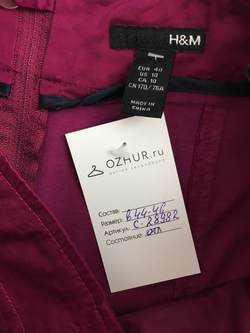 H&M
EUR 40
US 10
CA 10
CN 170/76A
MADE IN
CHINA
OZHUR.ru
online secondhand
Состав:
Размер: в 44-46
Артикул: С-28982
Состояние: отл